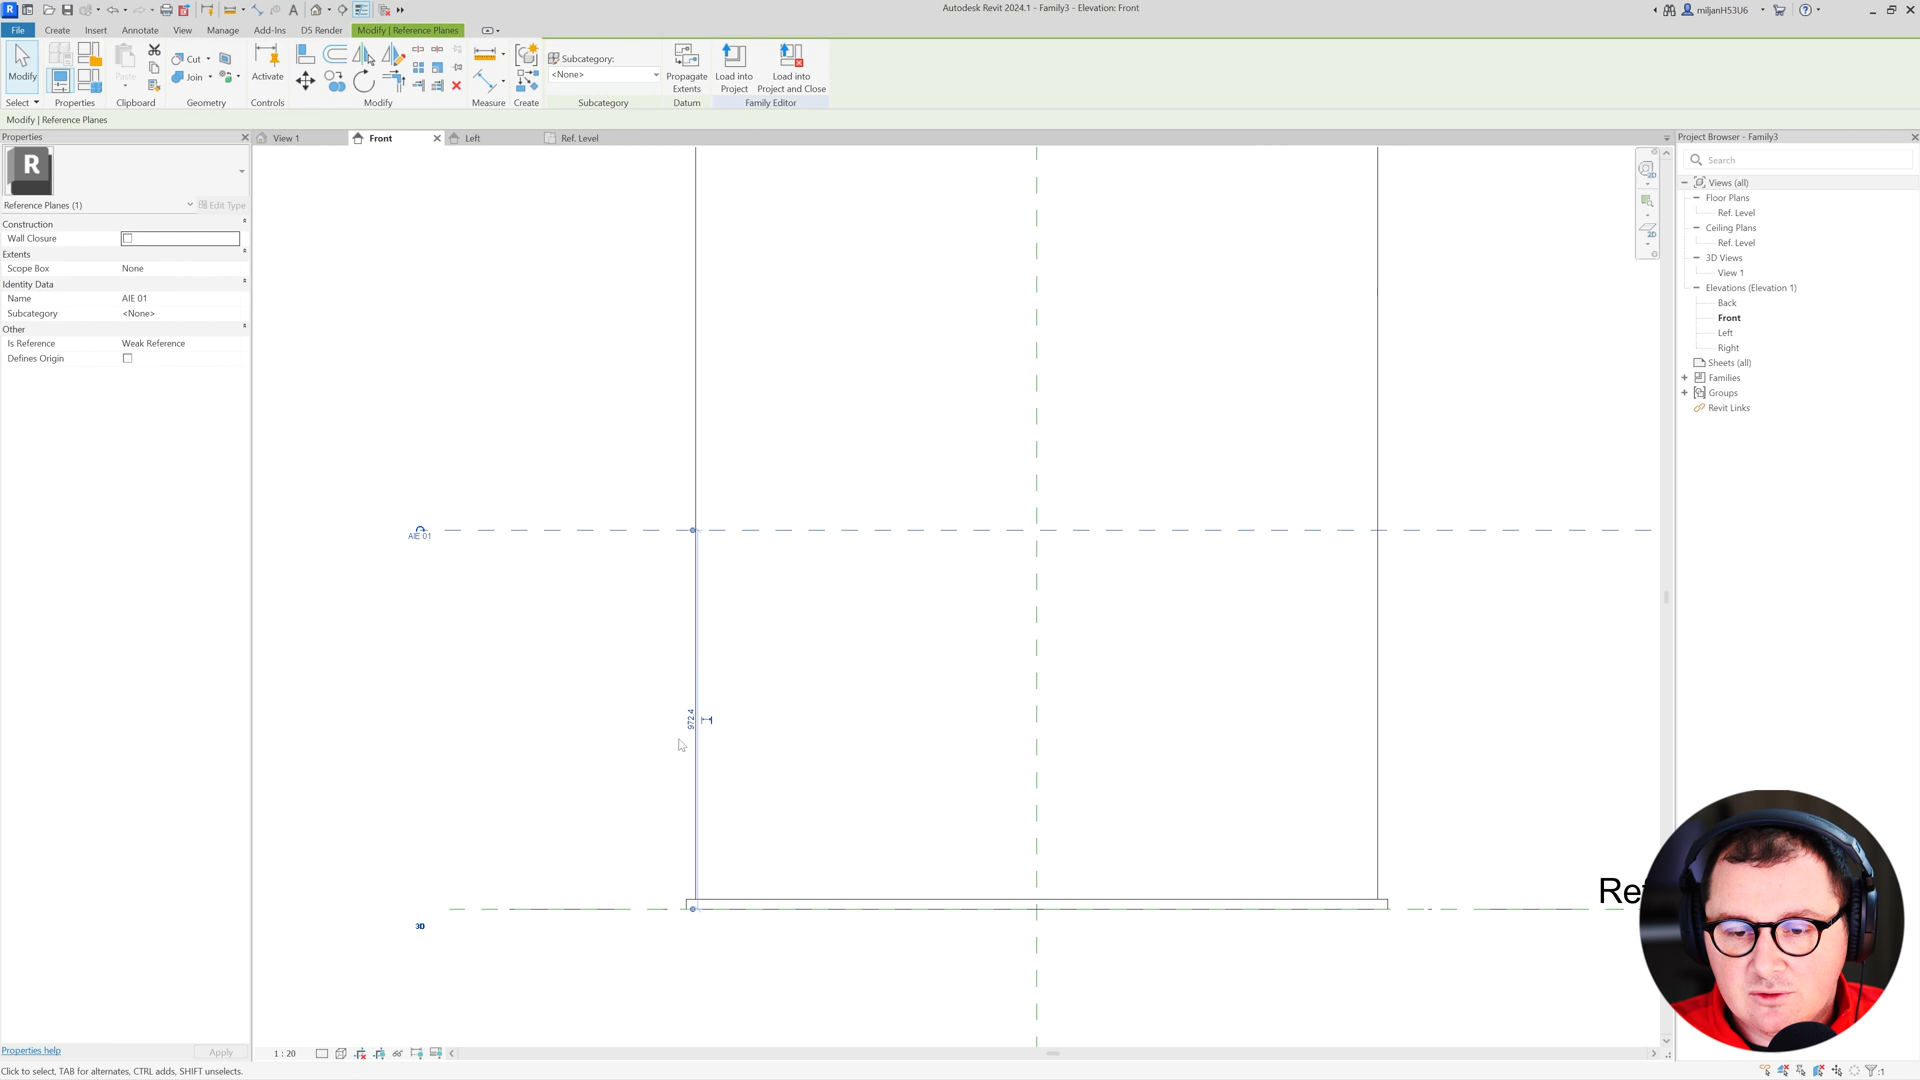 Autodesk Revit 2024.1 - Family3 - Elevation: Front
miljanH53U6
File Create Insert Annotate View Manage Add-Ins D5 Render Modify | Reference Planes
Modify
Paste
Cut
Join
Activate
Subcategory:
<None>
Propagate Extents
Load into Project
Load into Project and Close
Select Properties Clipboard Geometry Controls Modify Measure Create Subcategory Datum Family Editor
Modify | Reference Planes
Properties
R
Reference Planes (1)
Edit Type
Construction
Wall Closure
Extents
Scope Box None
Identity Data
Name AIE 01
Subcategory <None>
Other
Is Reference Weak Reference
Defines Origin
Properties help
Apply
View 1
Front
Left
Ref. Level
2D
2D
AIE 01
972.4
3D
1 : 20
Project Browser - Family3
Search
Views (all)
Floor Plans
Ref. Level
Ceiling Plans
Ref. Level
3D Views
View 1
Elevations (Elevation 1)
Back
Front
Left
Right
Sheets (all)
Families
Groups
Revit Links
Click to select, TAB for alternates, CTRL adds, SHIFT unselects.
:1